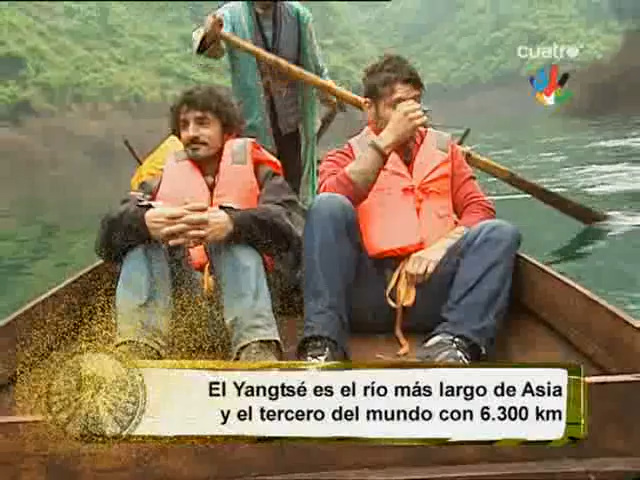 cuatro
El Yangtsé es el río más largo de Asia
y el tercero del mundo con 6.300 km